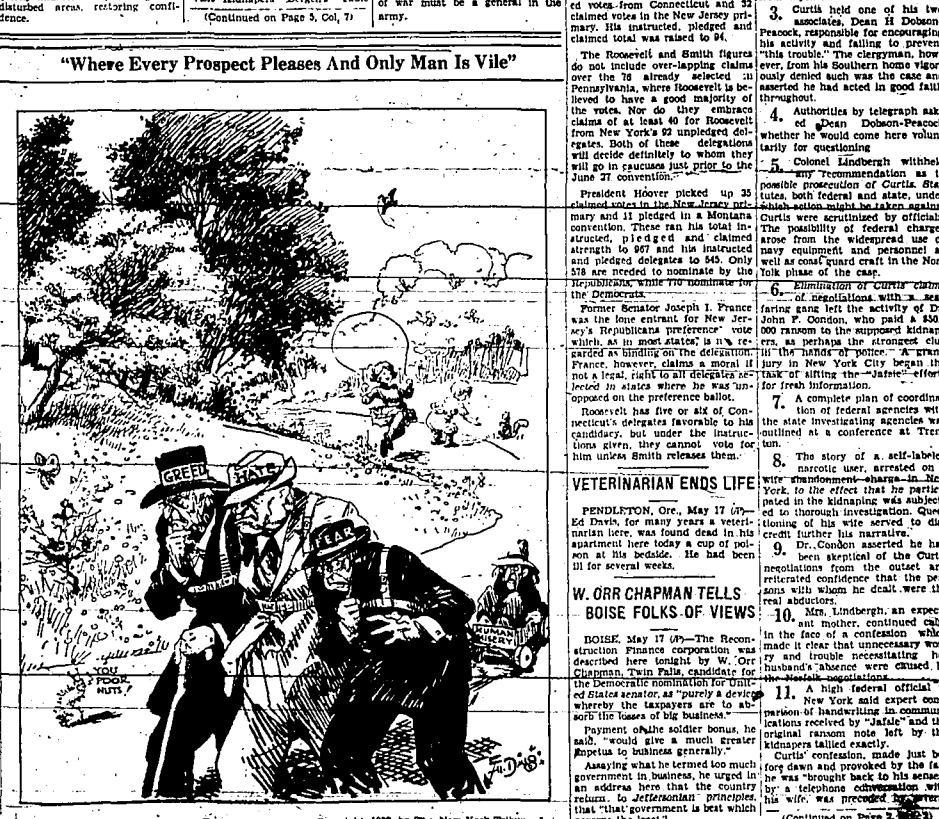 disturbed areas, restoring confi-
dence.
(Continued on Page 5, Col. 7)
of war must be a general in the
army.
"Where Every Prospect Pleases And Only Man Is Vile"
GREED
HATE
FEAR
HUMAN
MISERY
YOU
POOR
NUTS!
ed votes from Connecticut and 32
claimed votes in the New Jersey pri-
mary. His instructed, pledged and
claimed total was raised to 94.
The Roosevelt and Smith figures
do not include over-lapping claims
over the 76 already selected in
Pennsylvania, where Roosevelt is be-
lieved to have a good majority of
the votes. Nor do they embrace
claims of at least 40 for Roosevelt
from New York's 92 unpledged del-
egates. Both of these delegations
will decide definitely to whom they
will go in caucuses just prior to the
June 27 convention.
President Hoover picked up 35
claimed votes in the New Jersey pri-
mary and 11 pledged in a Montana
convention. These ran his total in-
structed, pledged and claimed
strength to 967 and his instructed
and pledged delegates to 545. Only
578 are needed to nominate by the
Republicans, while 770 nominate for
the Democrats.
Former Senator Joseph I. France
was the lone entrant for New Jer-
sey's Republicans preference vote
which, as in most states, is not re-
garded as binding on the delegation.
France, however, claims a moral if
not a legal, right to all delegates se-
lected in states where he was un-
opposed on the preference ballot.
Roosevelt has five or six of Con-
necticut's delegates favorable to his
candidacy, but under the instruc-
tions given, they cannot vote for
him unless Smith releases them.
VETERINARIAN ENDS LIFE
PENDLETON, Ore., May 17 (AP)—
Ed Davis, for many years a veteri-
narian here, was found dead in his
apartment here today a cup of poi-
son at his bedside. He had been
ill for several weeks.
W. ORR CHAPMAN TELLS
BOISE FOLKS OF VIEWS
BOISE, May 17 (AP)—The Recon-
struction Finance corporation was
described here tonight by W. Orr
Chapman, Twin Falls, candidate for
the Democratic nomination for Unit-
ed States senator, as "purely a device
whereby the taxpayers are to ab-
sorb the losses of big business."
Payment of the soldier bonus, he
said, "would give a much greater
impetus to business generally."
Assaying what he termed too much
government in business, he urged in
an address here that the country
return to Jeffersonian principles,
that "that government is best which
3. Curtis held one of his two
associates, Dean H Dobson-
Peacock, responsible for encouraging
his activity and failing to prevent
"this trouble." The clergyman, how-
ever, from his Southern home vigor-
ously denied such was the case and
asserted he had acted in good faith
throughout.
4. Authorities by telegraph ask-
ed Dean Dobson-Peacock
whether he would come here volun-
tarily for questioning
5. Colonel Lindbergh withheld
any recommendation as to
possible prosecution of Curtis. Sta-
tutes, both federal and state, under
which action might be taken against
Curtis were scrutinized by officials
The possibility of federal charges
arose from the widespread use of
navy equipment and personnel as
well as coast guard craft in the Nor-
folk phase of the case.
6. Elimination of Curtis' claims
of negotiations with a sea-
faring gang left the activity of Dr.
John F. Condon, who paid a $50,-
000 ransom to the supposed kidnap-
ers, as perhaps the strongest clue
in the hands of police. A grand
jury in New York City began the
task of sifting the "Jafsie" effort
for fresh information.
7. A complete plan of coordina-
tion of federal agencies with
the state investigating agencies was
outlined at a conference at Tren-
ton.
8. The story of a self-labeled
narcotic user, arrested on a
wife abandonment charge in New
York, to the effect that he partici-
pated in the kidnaping was subject-
ed to thorough investigation. Ques-
tioning of his wife served to dis-
credit further his narrative.
9. Dr. Condon asserted he had
been skeptical of the Curtis
negotiations from the outset and
reiterated confidence that the per-
sons with whom he dealt were the
real abductors.
10. Mrs. Lindbergh, an expect-
ant mother, continued calm
in the face of a confession which
made it clear that unnecessary wor-
ry and trouble necessitating her
husband's absence were caused by
the Norfolk negotiations.
11. A high federal official in
New York said expert com-
parison of handwriting in commun-
ications received by "Jafsie" and the
original ransom note left by the
kidnapers tallied exactly.
Curtis' confession, made just be-
fore dawn and provoked by the fact
he was "brought back to his senses"
by a telephone conversation with
his wife, was preceded by
(Continued on Page 2,